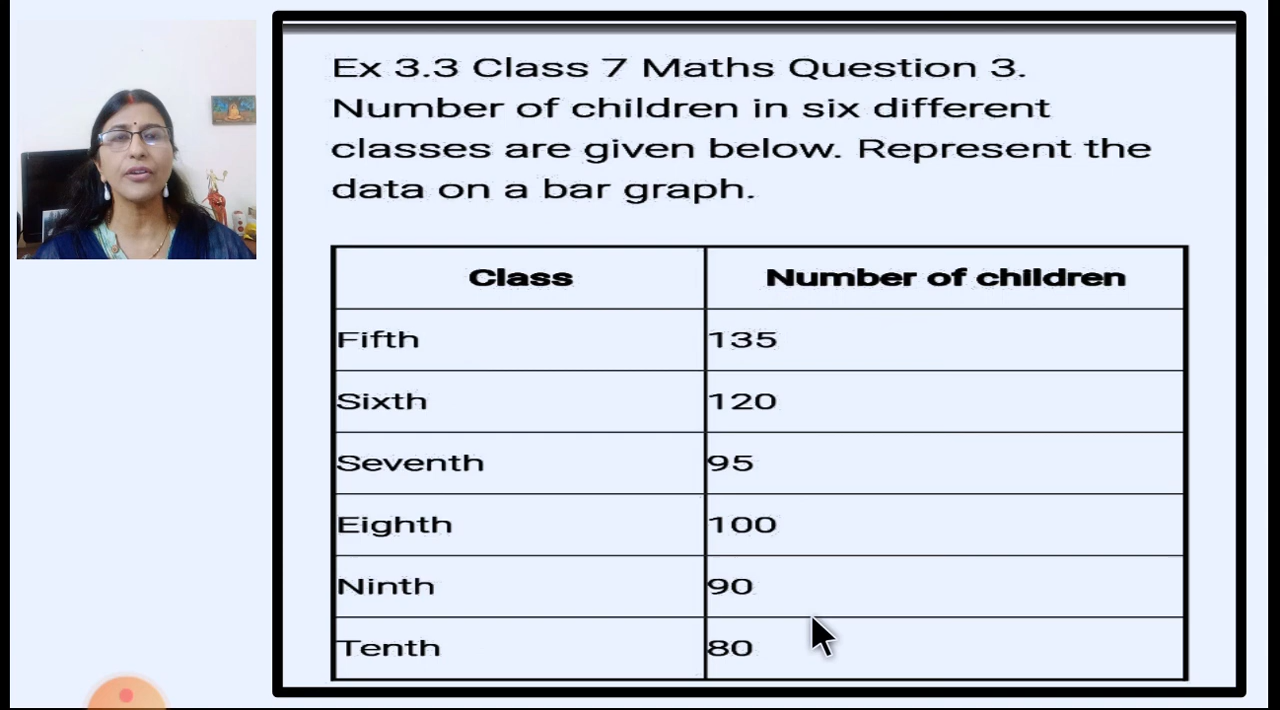 Ex 3.3 Class 7 Maths Question 3.
Number of children in six different
classes are given below. Represent the
data on a bar graph.
Class Number of children
Fifth 135
Sixth 120
Seventh 95
Eighth 100
Ninth 90
Tenth 80